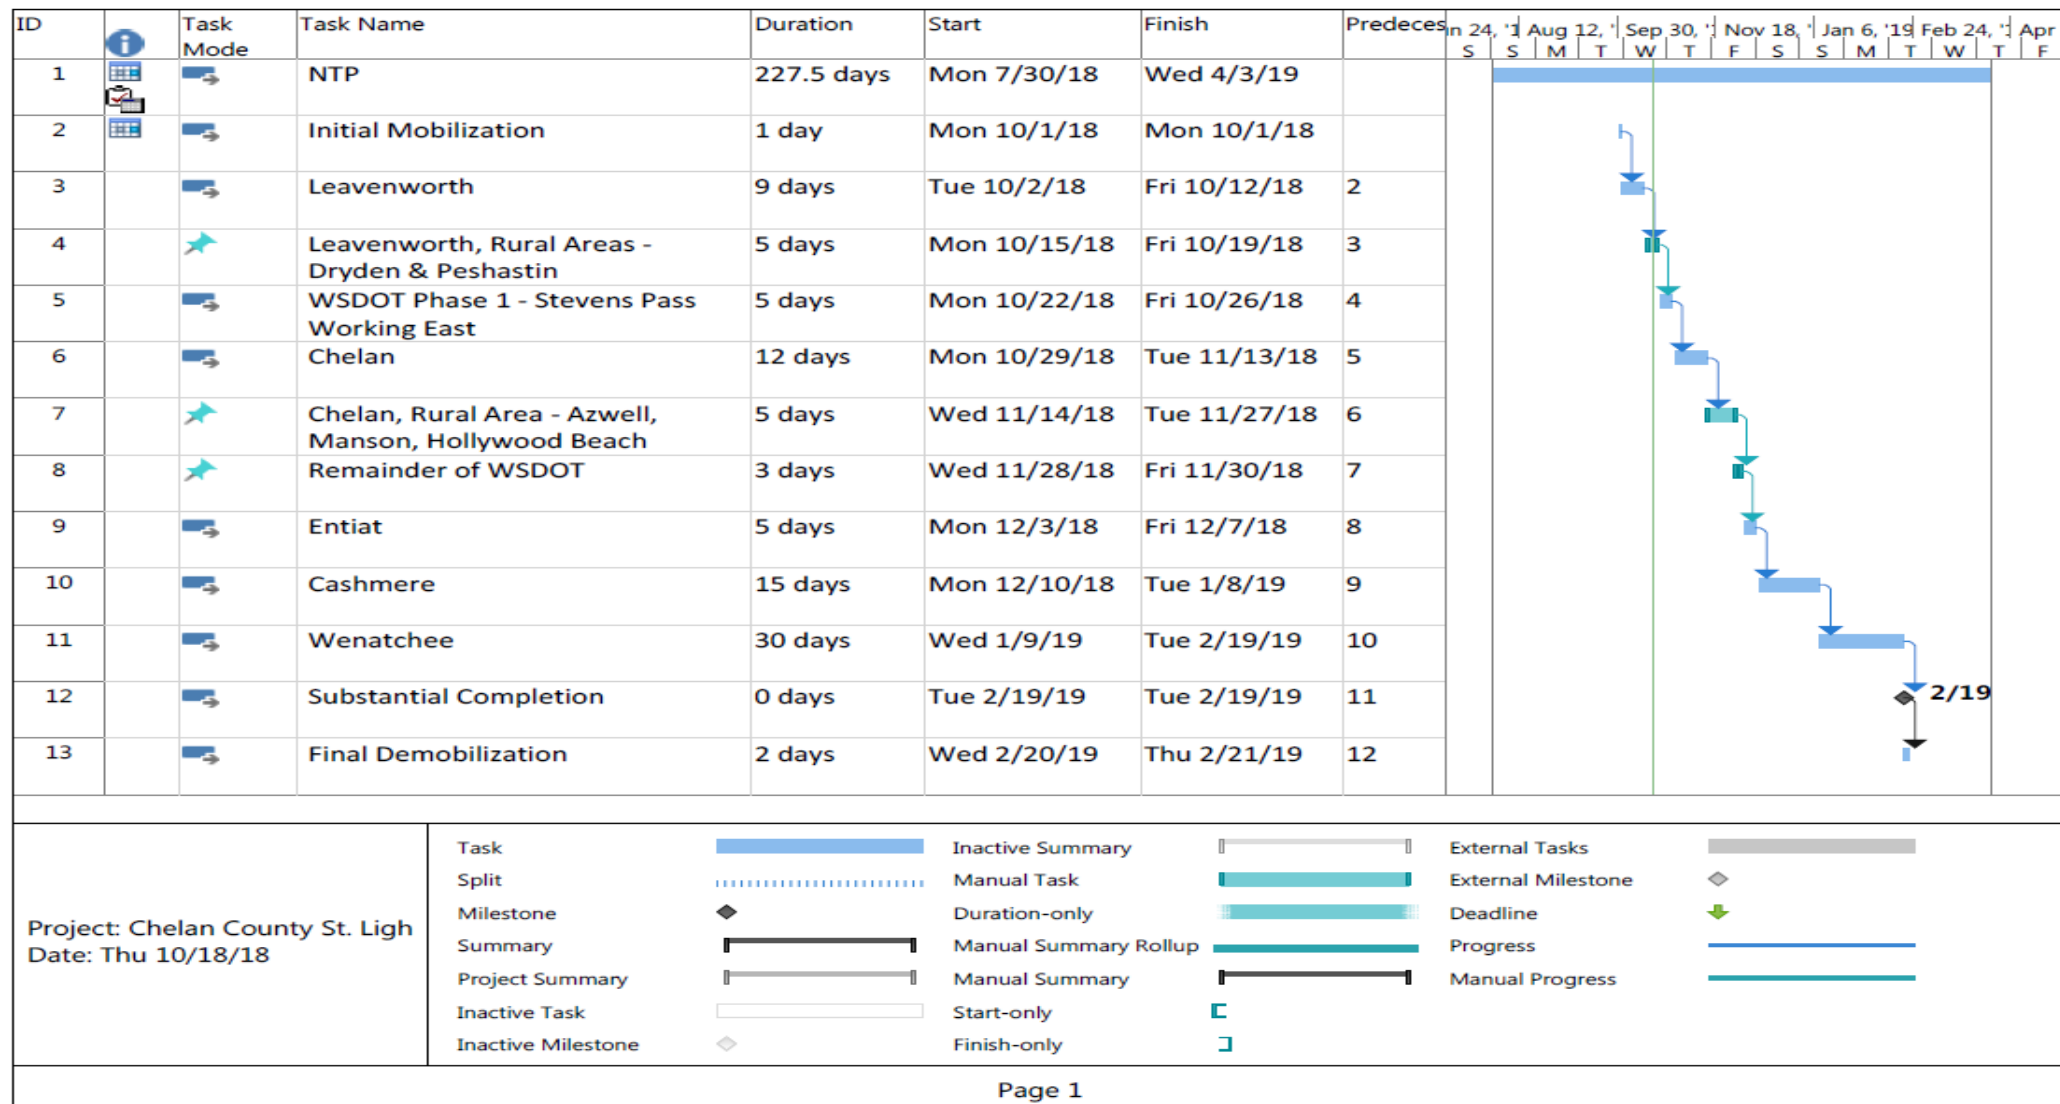 ID Task Mode Task Name Duration Start Finish Predeces
n 24, '1 Aug 12, ' Sep 30, '1 Nov 18, ' Jan 6, '19 Feb 24, '1 Apr
S S M T W T F S S M T W T F
1 NTP 227.5 days Mon 7/30/18 Wed 4/3/19
2 Initial Mobilization 1 day Mon 10/1/18 Mon 10/1/18
3 Leavenworth 9 days Tue 10/2/18 Fri 10/12/18 2
4 Leavenworth, Rural Areas - 5 days Mon 10/15/18 Fri 10/19/18 3
Dryden & Peshastin
5 WSDOT Phase 1 - Stevens Pass 5 days Mon 10/22/18 Fri 10/26/18 4
Working East
6 Chelan 12 days Mon 10/29/18 Tue 11/13/18 5
7 Chelan, Rural Area - Azwell, 5 days Wed 11/14/18 Tue 11/27/18 6
Manson, Hollywood Beach
8 Remainder of WSDOT 3 days Wed 11/28/18 Fri 11/30/18 7
9 Entiat 5 days Mon 12/3/18 Fri 12/7/18 8
10 Cashmere 15 days Mon 12/10/18 Tue 1/8/19 9
11 Wenatchee 30 days Wed 1/9/19 Tue 2/19/19 10
12 Substantial Completion 0 days Tue 2/19/19 Tue 2/19/19 11 2/19
13 Final Demobilization 2 days Wed 2/20/19 Thu 2/21/19 12
Project: Chelan County St. Ligh
Date: Thu 10/18/18
Task
Split
Milestone
Summary
Project Summary
Inactive Task
Inactive Milestone
Inactive Summary
Manual Task
Duration-only
Manual Summary Rollup
Manual Summary
Start-only
Finish-only
External Tasks
External Milestone
Deadline
Progress
Manual Progress
Page 1